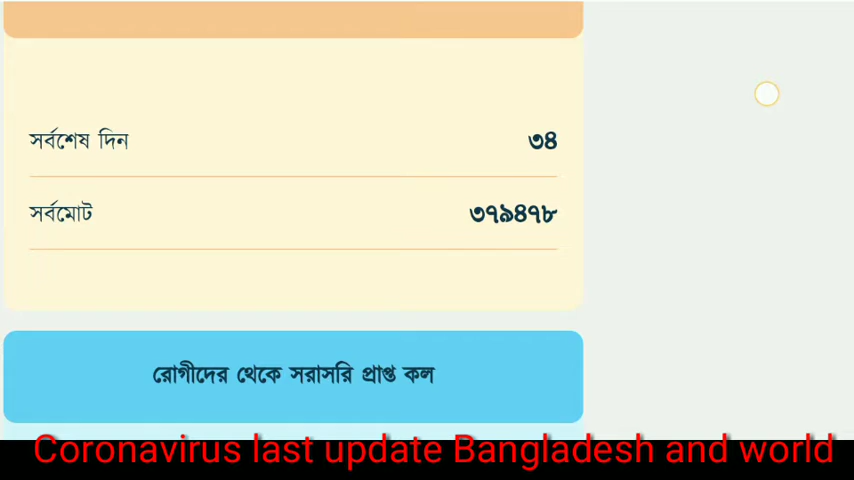 সর্বশেষ দিন ৩৪
সর্বমোট ৩৭৯৪৭৮
রোগীদের থেকে সরাসরি প্রাপ্ত কল
Coronavirus last update Bangladesh and world